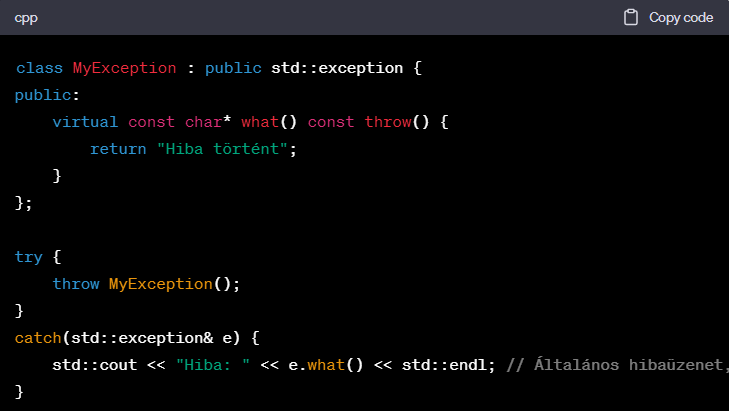 cpp Copy code
class MyException : public std::exception {
public:
    virtual const char* what() const throw() {
        return "Hiba történt";
    }
};

try {
    throw MyException();
}
catch(std::exception& e) {
    std::cout << "Hiba: " << e.what() << std::endl; // Általános hibaüzenet,
}